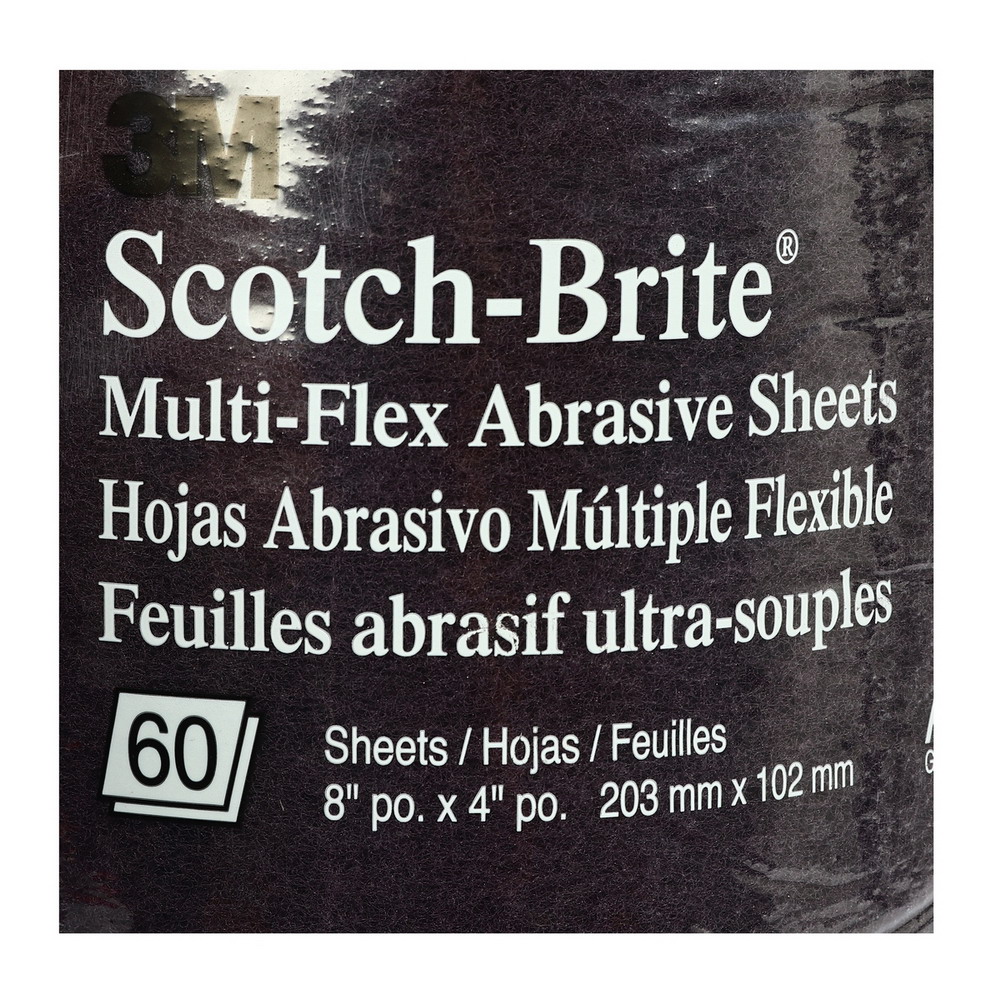 3M
Scotch-Brite®
Multi-Flex Abrasive Sheets
Hojas Abrasivo Múltiple Flexible
Feuilles abrasif ultra-souples
60
Sheets / Hojas / Feuilles
8" po. x 4" po. 203 mm x 102 mm